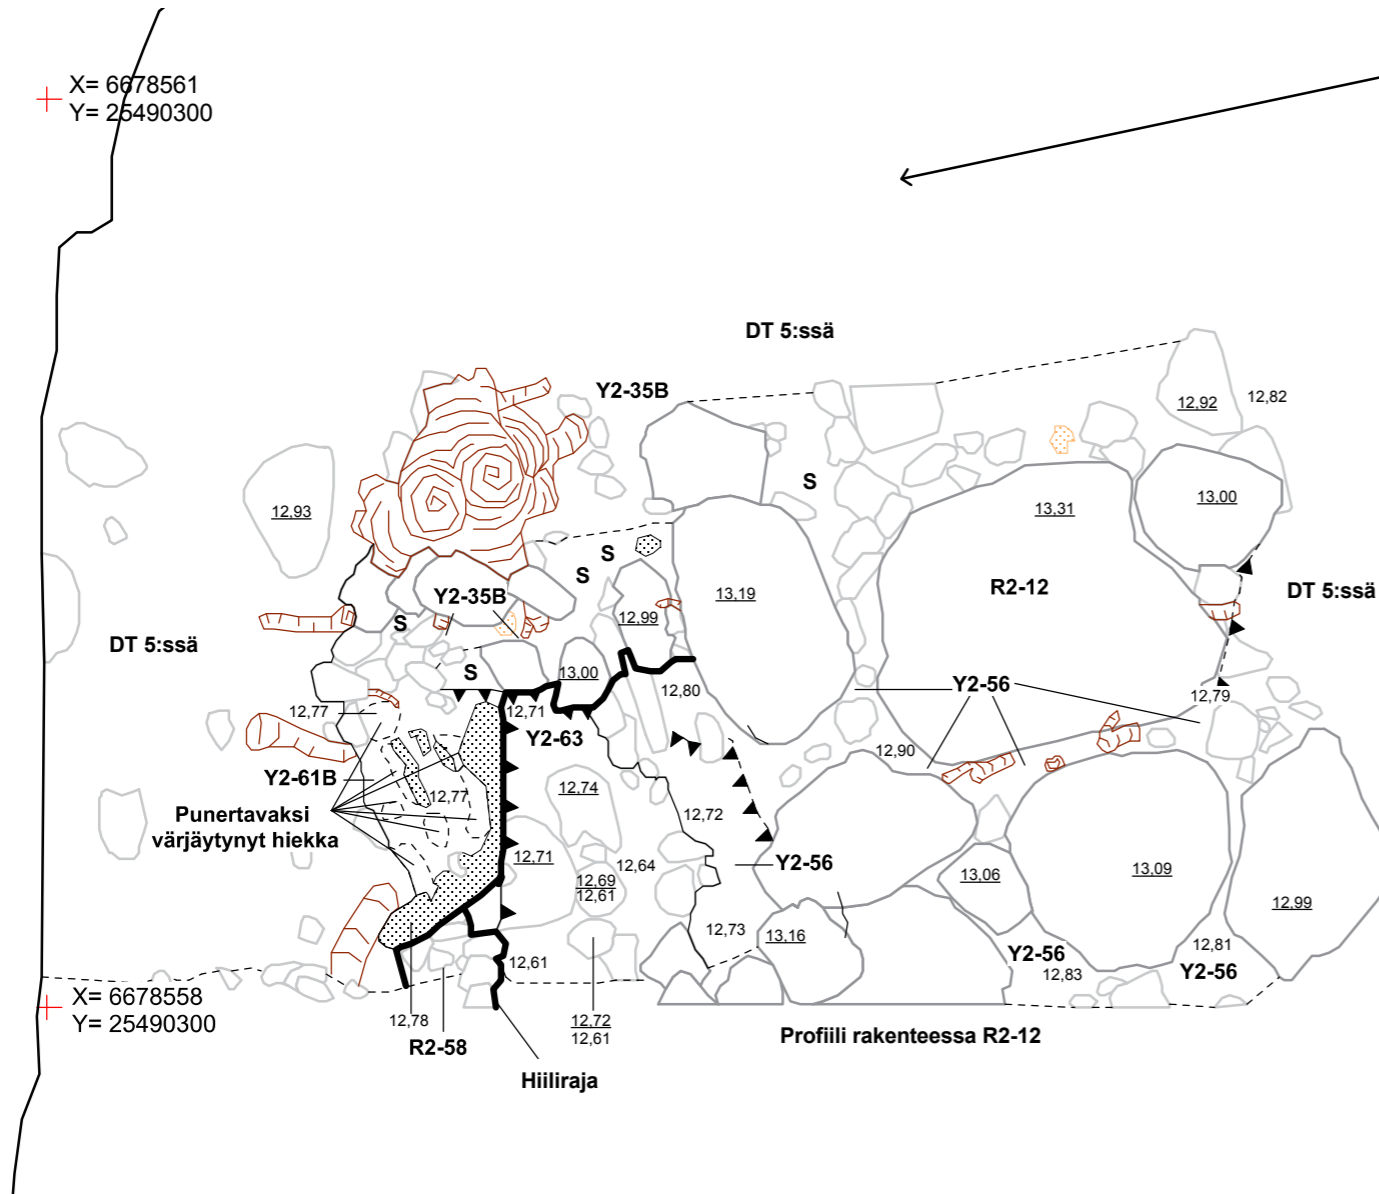 X= 6678561
Y= 25490300
DT 5:ssä
Y2-35B
12,92
12,82
12,93
S
13,00
13,31
S
S
R2-12
DT 5:ssä
Y2-35B
13,19
12,99
S
DT 5:ssä
S
13,00
12,80
Y2-56
12,79
12,77
12,71
Y2-63
12,90
Y2-61B
12,77
12,74
12,72
Punertavaksi
värjäytynyt hiekka
12,71
12,64
Y2-56
13,06
13,09
12,69
12,61
12,99
12,73
13,16
Y2-56
12,83
12,81
Y2-56
12,61
X= 6678558
Y= 25490300
12,78
R2-58
12,72
12,61
Profiili rakenteessa R2-12
Hiiliraja